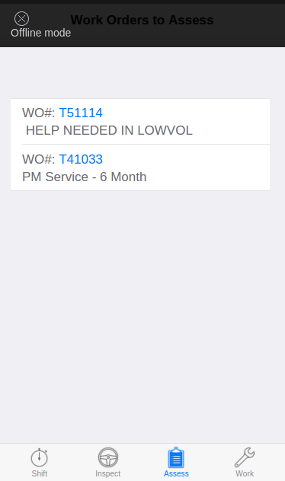 Work Orders to Assess
Offline mode
WO#: T51114
HELP NEEDED IN LOWVOL
WO#: T41033
PM Service - 6 Month
Shift
Inspect
Assess
Work